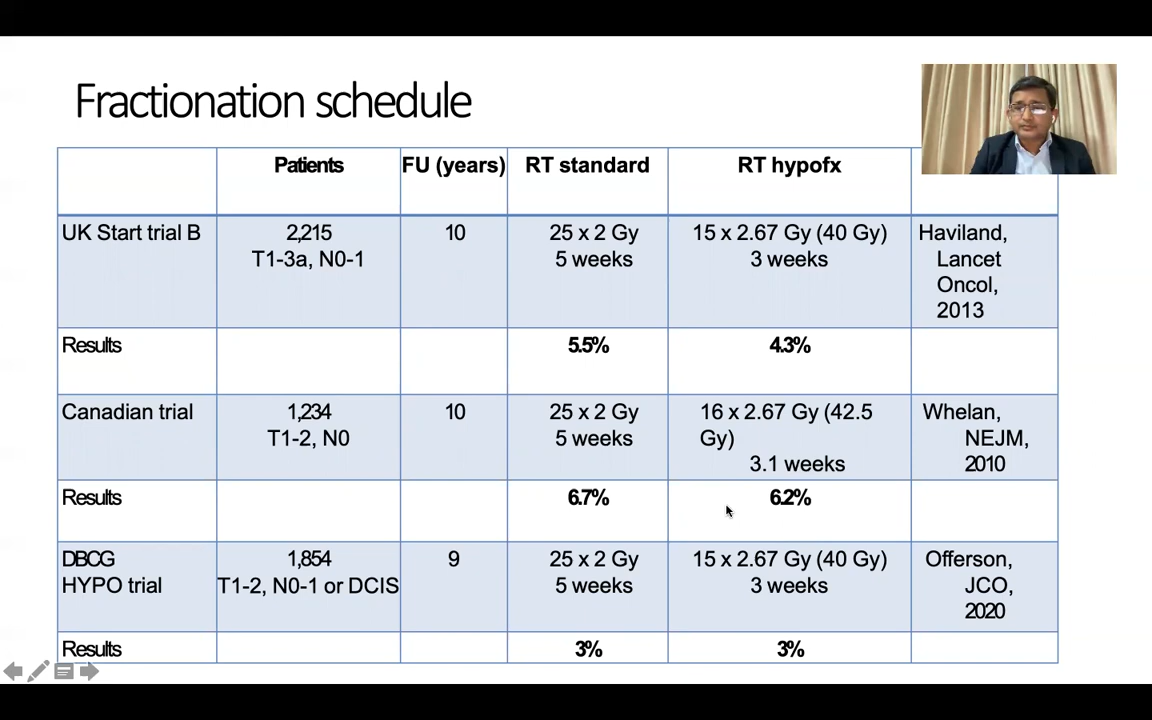 Fractionation schedule
Patients FU (years) RT standard RT hypofx
UK Start trial B 2,215 10 25 x 2 Gy 15 x 2.67 Gy (40 Gy) Haviland,
T1-3a, N0-1 5 weeks 3 weeks Lancet
Oncol,
2013
Results 5.5% 4.3%
Canadian trial 1,234 10 25 x 2 Gy 16 x 2.67 Gy (42.5 Whelan,
T1-2, N0 5 weeks Gy) NEJM,
3.1 weeks 2010
Results 6.7% 6.2%
DBCG 1,854 9 25 x 2 Gy 15 x 2.67 Gy (40 Gy) Offerson,
HYPO trial T1-2, N0-1 or DCIS 5 weeks 3 weeks JCO,
2020
Results 3% 3%